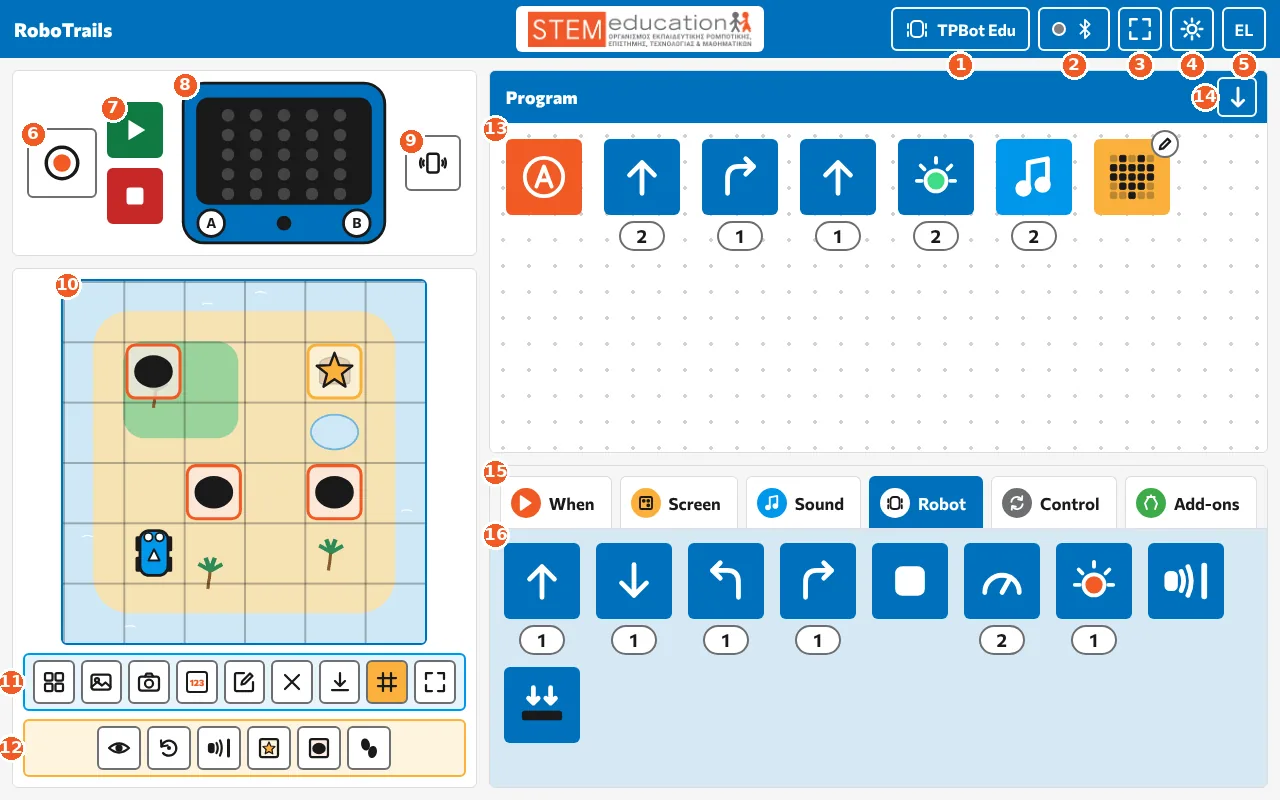 RoboTrails
STEMeducation
ΟΡΓΑΝΙΣΜΟΣ ΕΚΠΑΙΔΕΥΤΙΚΗΣ ΡΟΜΠΟΤΙΚΗΣ,
ΕΠΙΣΤΗΜΗΣ, ΤΕΧΝΟΛΟΓΙΑΣ & ΜΑΘΗΜΑΤΙΚΩΝ
TPBot Edu
EL
1
2
3
4
5
6
7
8
9
A
B
Program
14
13
A
2
1
1
2
2
10
15
When
Screen
Sound
Robot
Control
Add-ons
16
1
1
1
1
2
1
11
123
12